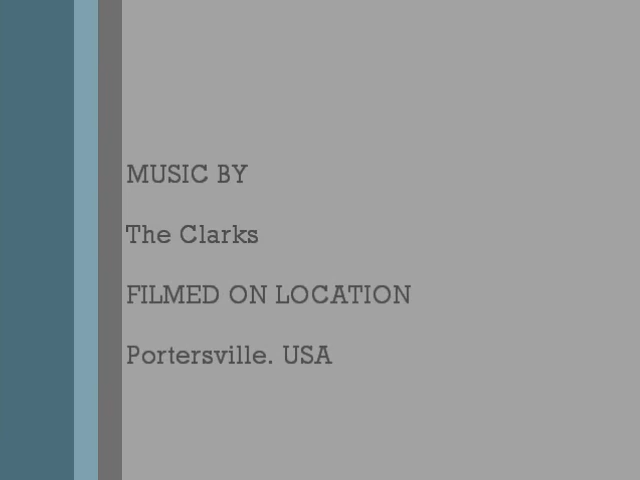 MUSIC BY
The Clarks
FILMED ON LOCATION
Portersville. USA